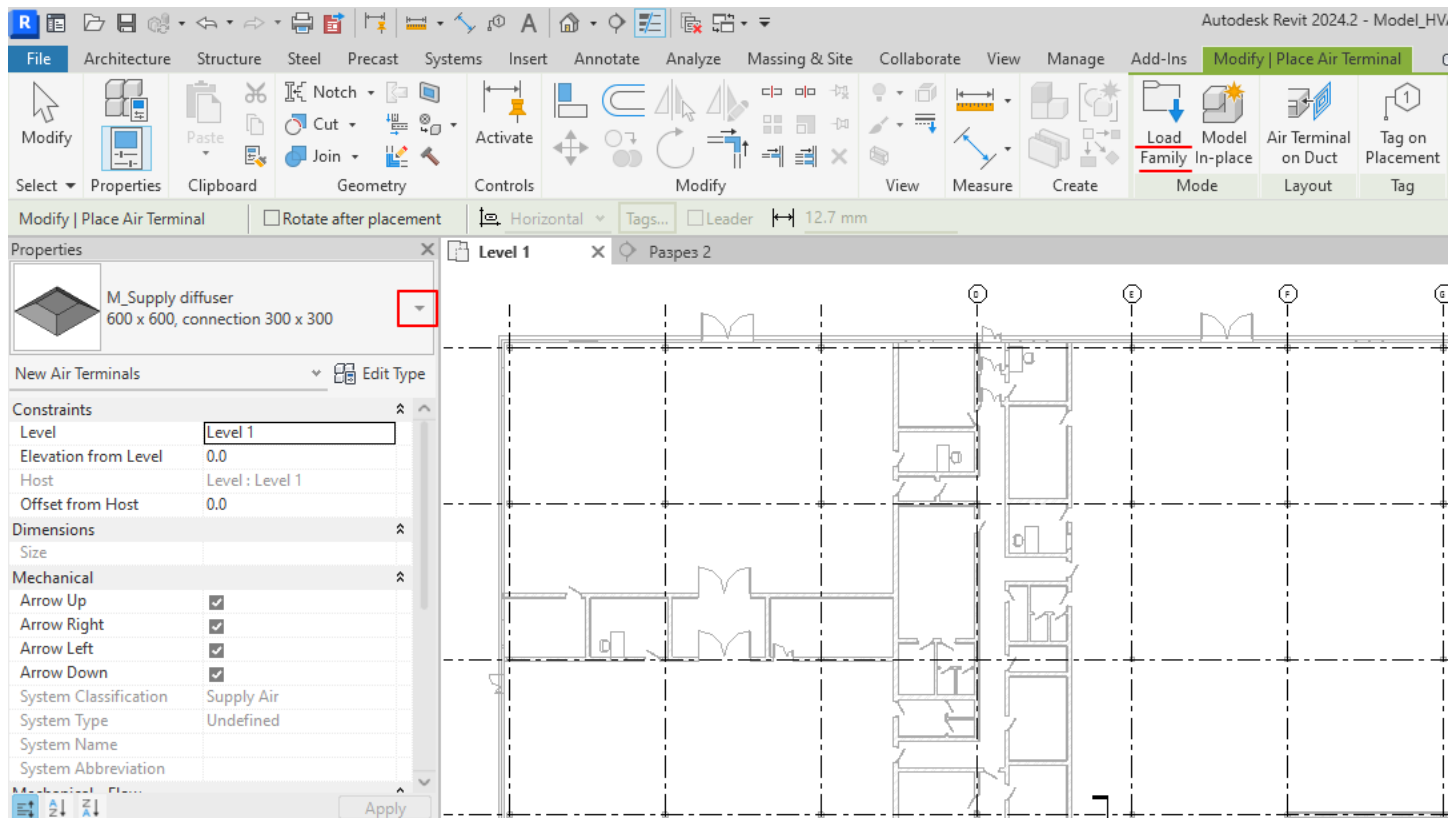 R
A
Autodesk Revit 2024.2 - Model_HVA
File Architecture Structure Steel Precast Systems Insert Annotate Analyze Massing & Site Collaborate View Manage Add-Ins Modify | Place Air Terminal
Modify
Paste
Notch
Cut
Join
Activate
Load Family
Model In-place
Air Terminal on Duct
1
Tag on Placement
Select Properties Clipboard Geometry Controls Modify View Measure Create Mode Layout Tag
Modify | Place Air Terminal Rotate after placement Horizontal Tags... Leader 12.7 mm
Properties
Level 1
Разрез 2
M_Supply diffuser
600 x 600, connection 300 x 300
New Air Terminals Edit Type
Constraints
Level Level 1
Elevation from Level 0.0
Host Level : Level 1
Offset from Host 0.0
Dimensions
Size
Mechanical
Arrow Up
Arrow Right
Arrow Left
Arrow Down
System Classification Supply Air
System Type Undefined
System Name
System Abbreviation
Mechanical - Flow
Apply
E
F
G